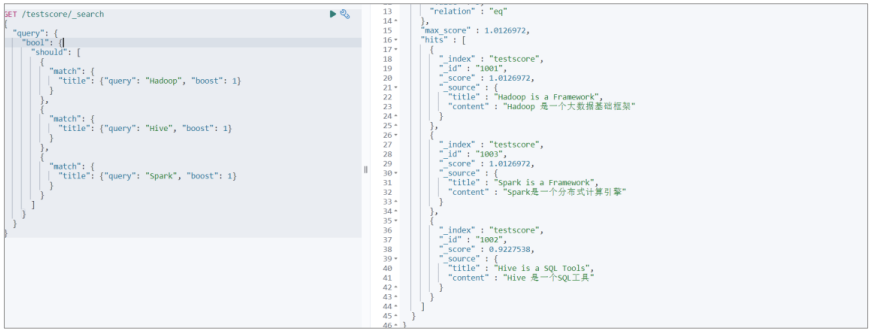 GET /testscore/_search
{
  "query": {
    "bool": {
      "should": [
        {
          "match": {
            "title": {"query": "Hadoop", "boost": 1}
          }
        },
        {
          "match": {
            "title": {"query": "Hive", "boost": 1}
          }
        },
        {
          "match": {
            "title": {"query": "Spark", "boost": 1}
          }
        }
      ]
    }
  }
}
13 "relation" : "eq"
14 },
15 "max_score" : 1.0126972,
16 "hits" : [
17 {
18 "_index" : "testscore",
19 "_id" : "1001",
20 "_score" : 1.0126972,
21 "_source" : {
22 "title" : "Hadoop is a Framework",
23 "content" : "Hadoop 是一个大数据基础框架"
24 }
25 },
26 {
27 "_index" : "testscore",
28 "_id" : "1003",
29 "_score" : 1.0126972,
30 "_source" : {
31 "title" : "Spark is a Framework",
32 "content" : "Spark是一个分布式计算引擎"
33 }
34 },
35 {
36 "_index" : "testscore",
37 "_id" : "1002",
38 "_score" : 0.9227538,
39 "_source" : {
40 "title" : "Hive is a SQL Tools",
41 "content" : "Hive 是一个SQL工具"
42 }
43 }
44 ]
45 }
46 }